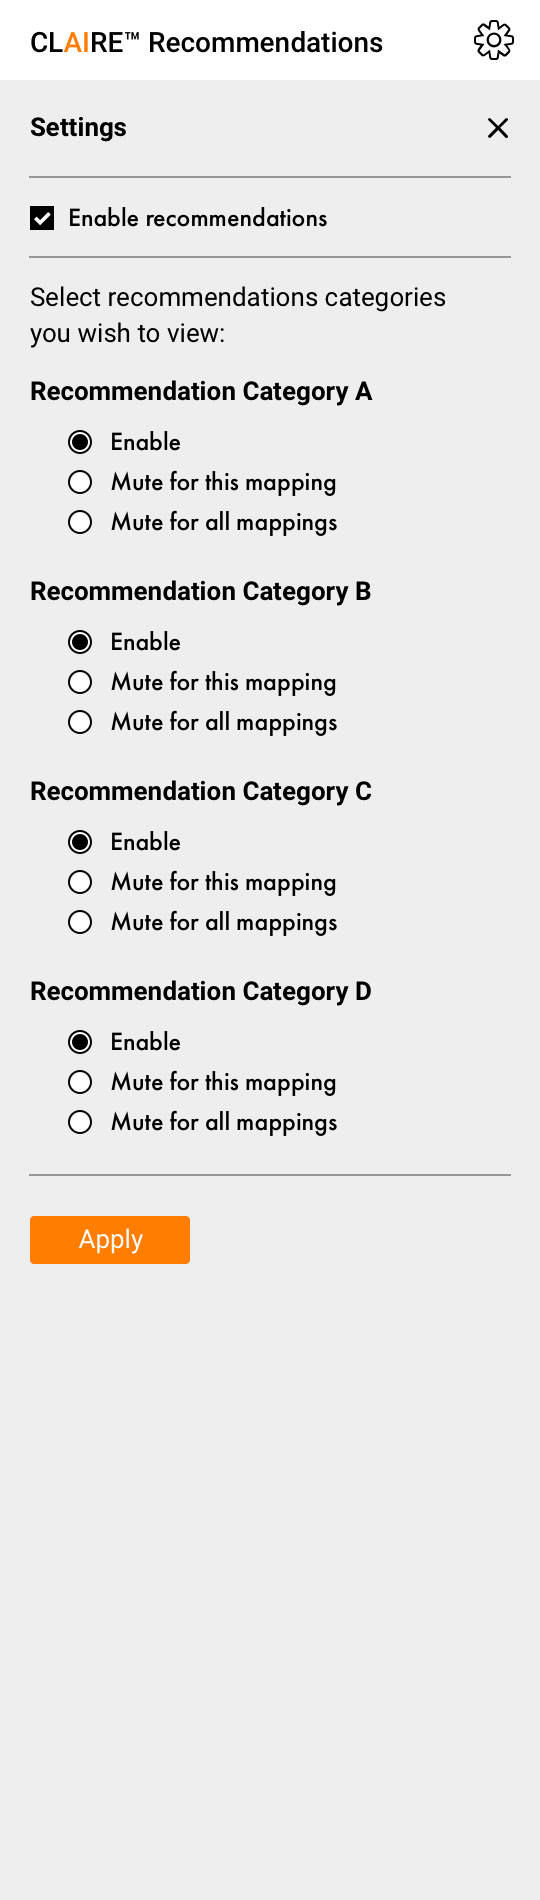 CLAIRE™ Recommendations
Settings
Enable recommendations
Select recommendations categories
you wish to view:
Recommendation Category A
Enable
Mute for this mapping
Mute for all mappings
Recommendation Category B
Enable
Mute for this mapping
Mute for all mappings
Recommendation Category C
Enable
Mute for this mapping
Mute for all mappings
Recommendation Category D
Enable
Mute for this mapping
Mute for all mappings
Apply